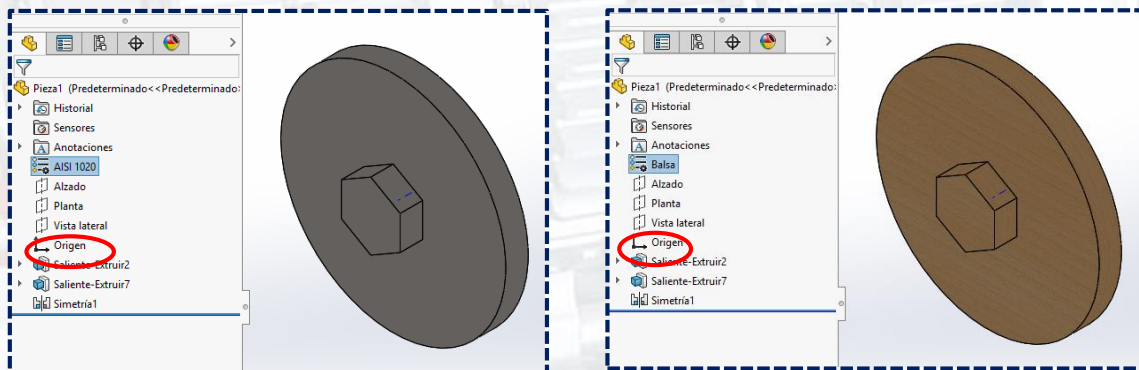 Pieza1 (Predeterminado<<Predeterminado
Historial
Sensores
Anotaciones
AISI 1020
Alzado
Planta
Vista lateral
Origen
Saliente-Extruir2
Saliente-Extruir7
Simetría1
Pieza1 (Predeterminado<<Predeterminado
Historial
Sensores
Anotaciones
Balsa
Alzado
Planta
Vista lateral
Origen
Saliente-Extruir2
Saliente-Extruir7
Simetría1